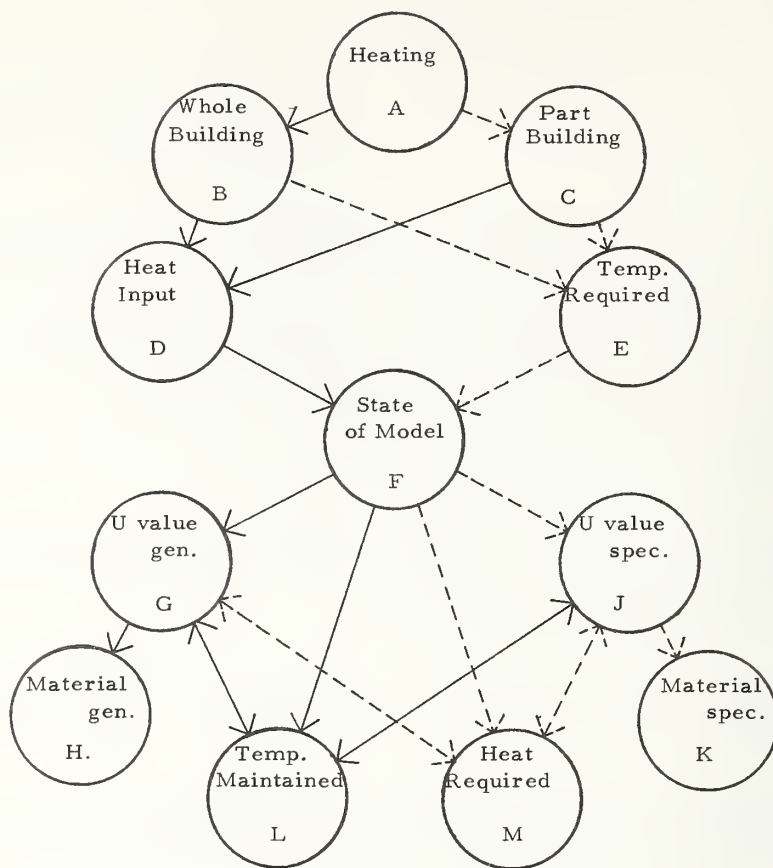 Heating
A
Whole
Building
B
Part
Building
C
Heat
Input
D
Temp.
Required
E
State
of Model
F
U value
gen.
G
U value
spec.
J
Material
gen.
H.
Material
spec.
K
Temp.
Maintained
L
Heat
Required
M